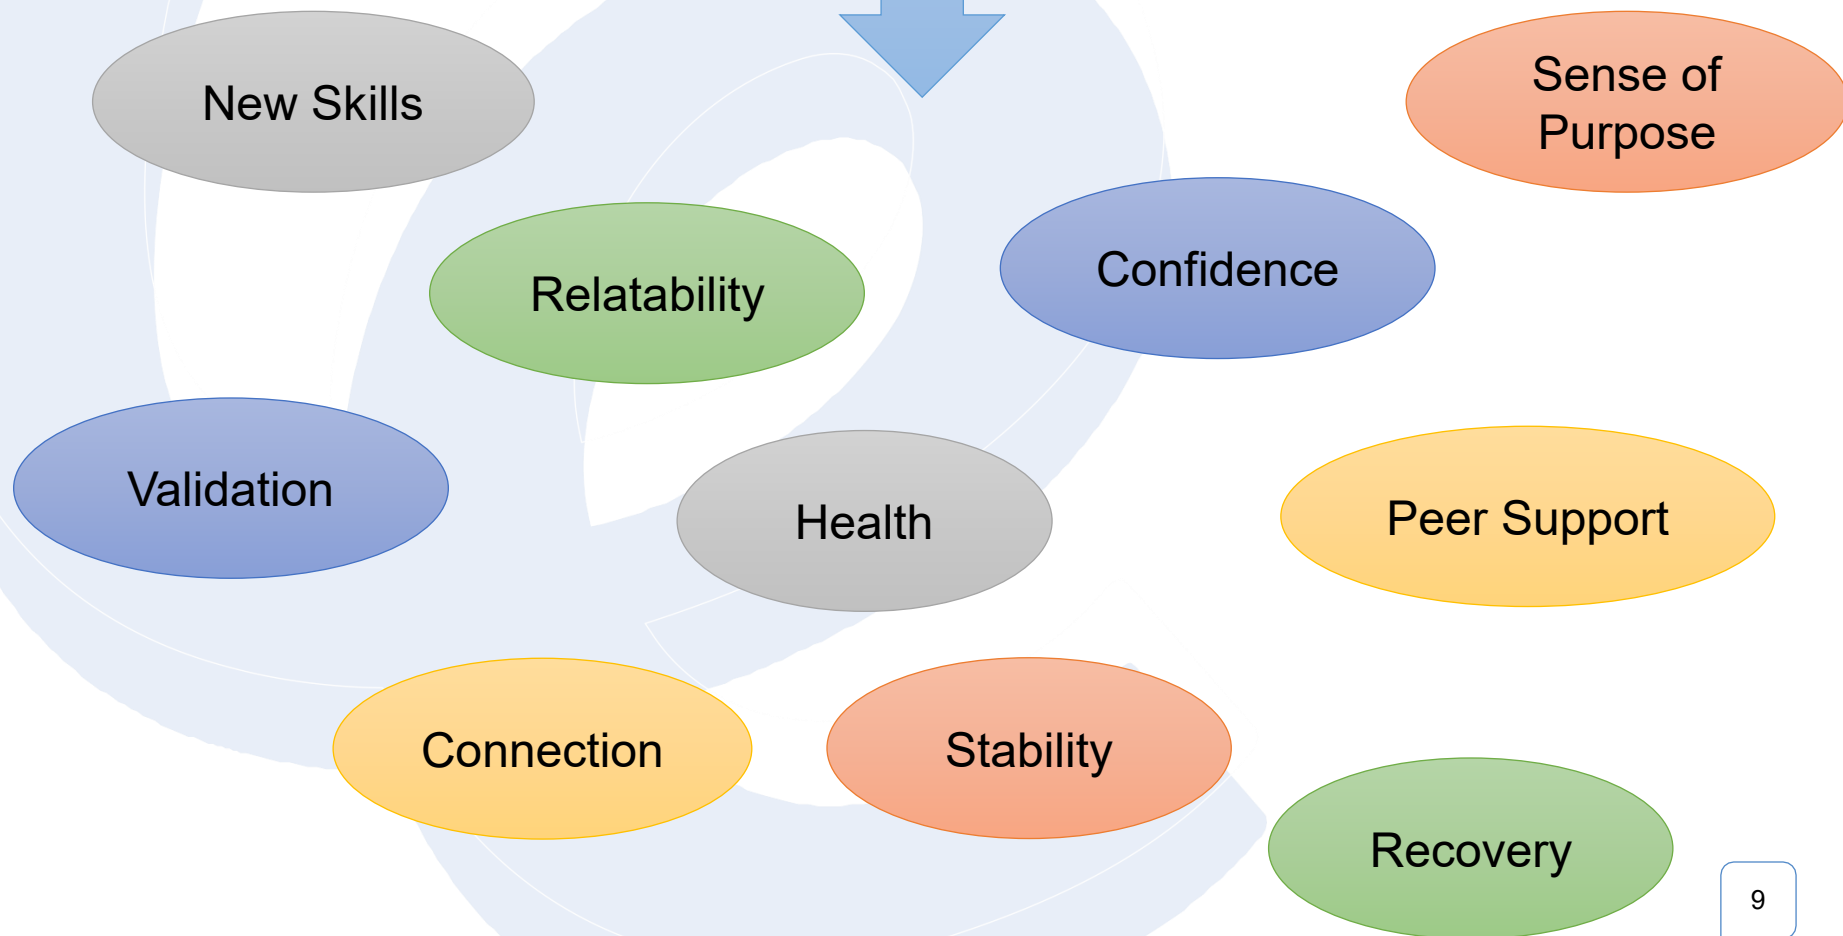 New Skills
Sense of
Purpose
Relatability
Confidence
Validation
Health
Peer Support
Connection
Stability
Recovery
9